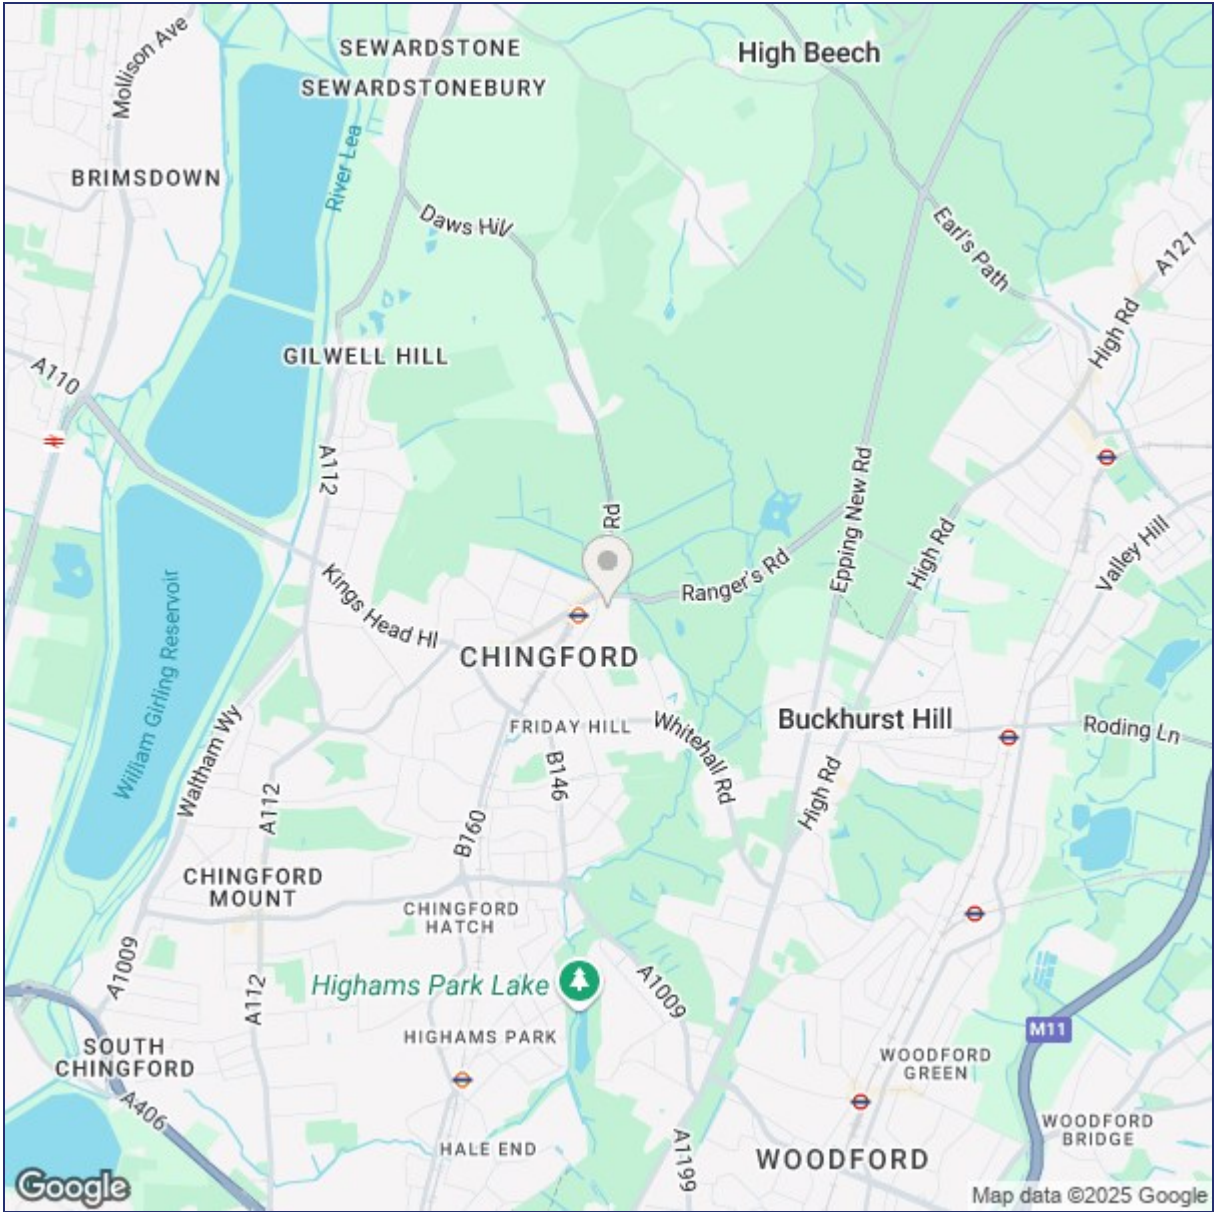 Mollison Ave
SEWARDSTONE
SEWARDSTONEBURY
High Beech
River Lea
BRIMSDOWN
Daws Hil
Earl's Path
A121
High Rd
GILWELL HILL
A110
A112
Rd
Epping New Rd
High Rd
Valley Hill
Ranger's Rd
Kings Head Hl
William Girling Reservoir
CHINGFORD
FRIDAY HILL
Whitehall Rd
Buckhurst Hill
Roding Ln
Waltham Wy
A112
B146
High Rd
B160
CHINGFORD
MOUNT
CHINGFORD
HATCH
A1009
A112
Highams Park Lake
A1009
HIGHAMS PARK
M11
SOUTH
CHINGFORD
WOODFORD
GREEN
A406
HALE END
A1199
WOODFORD
WOODFORD
BRIDGE
Google
Map data ©2025 Google